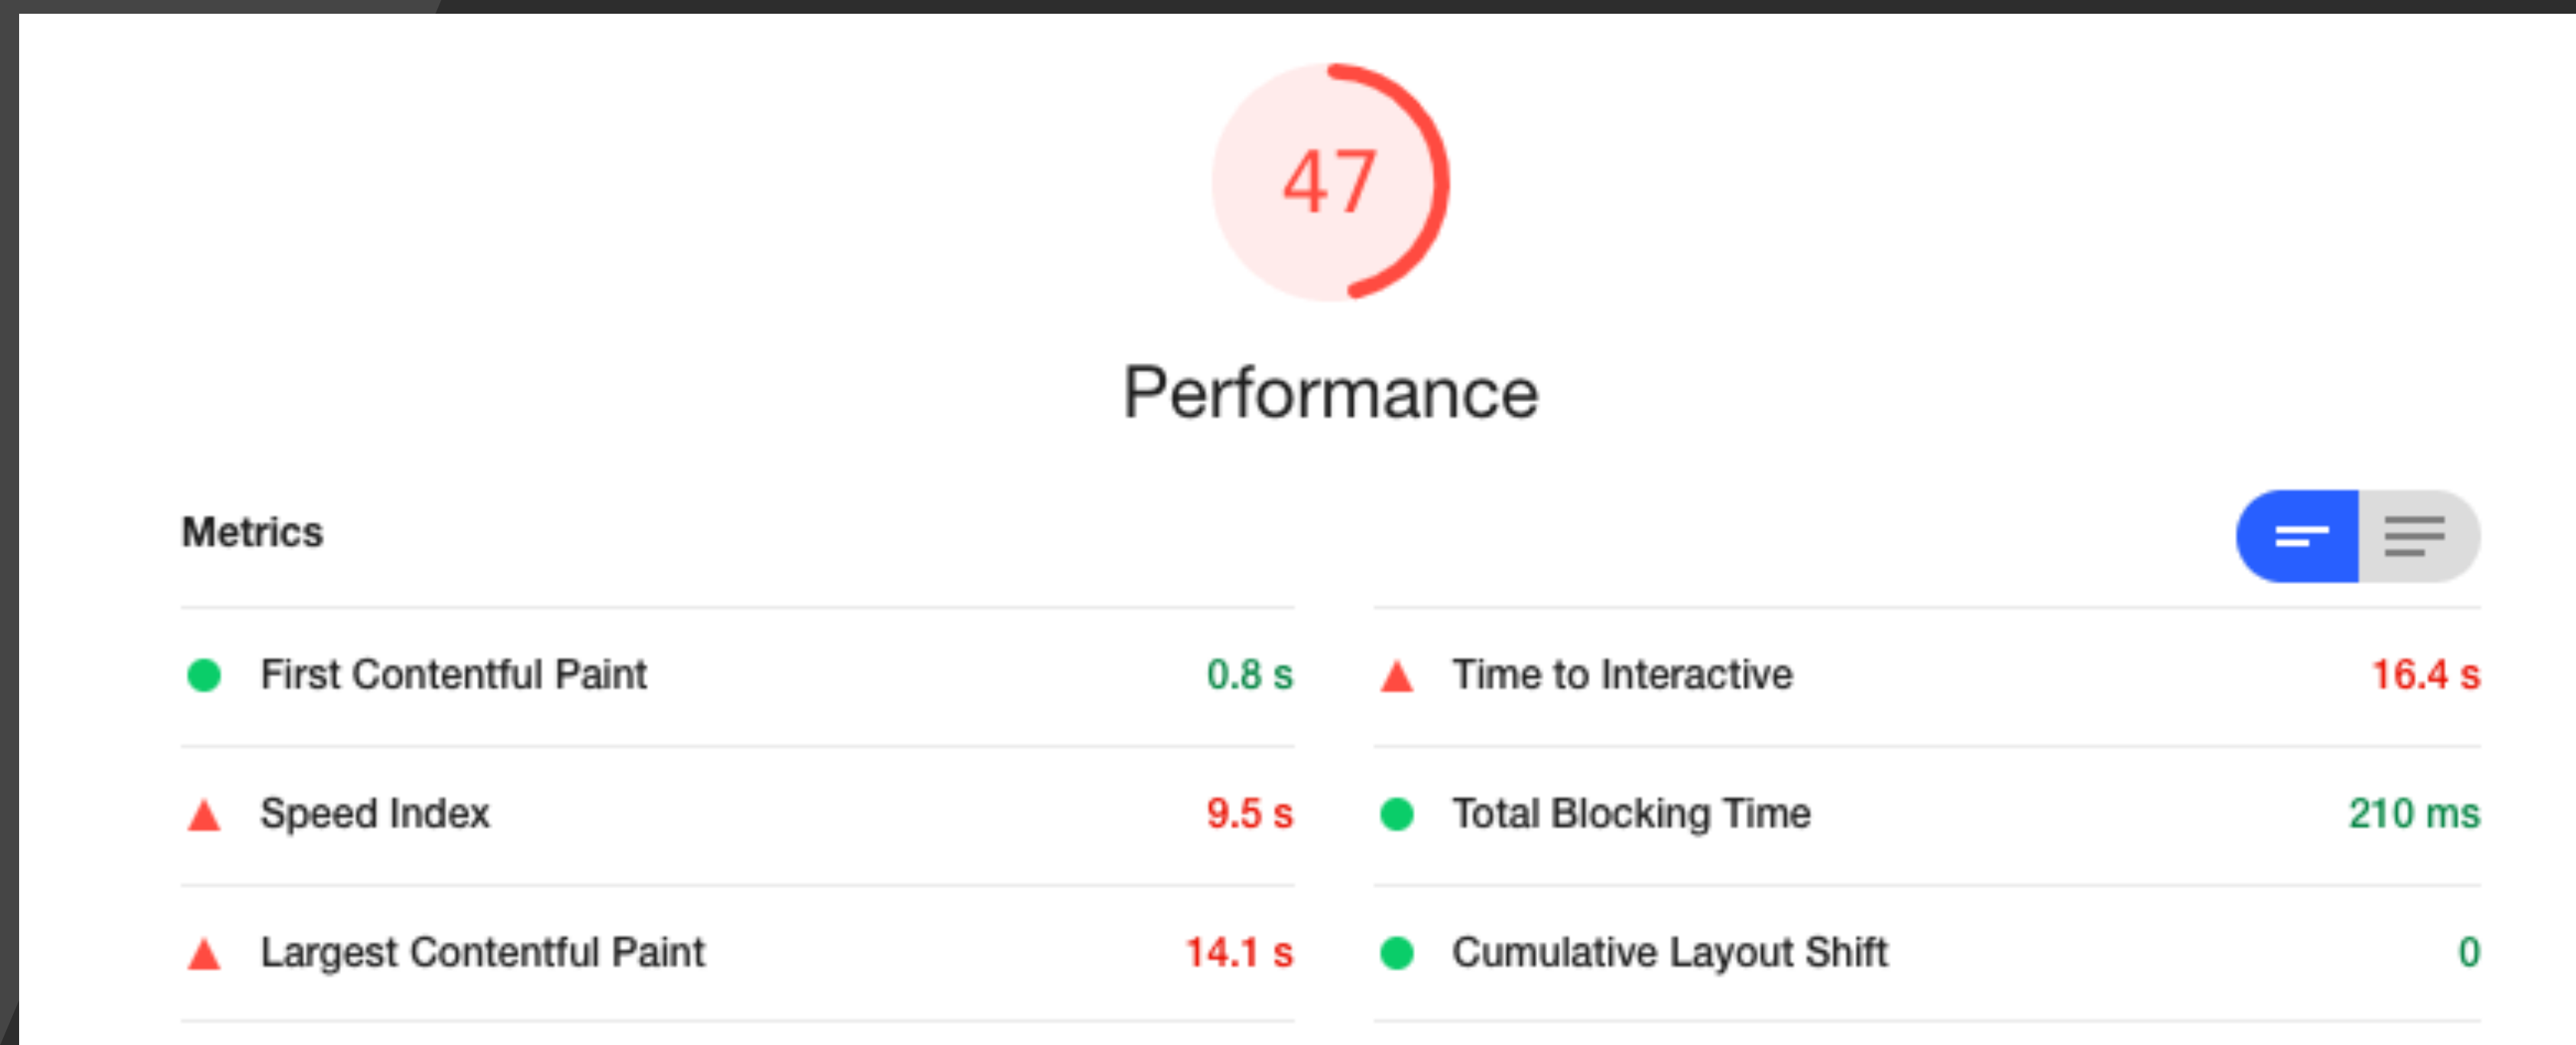 47
Performance
Metrics
First Contentful Paint 0.8 s
Time to Interactive 16.4 s
Speed Index 9.5 s
Total Blocking Time 210 ms
Largest Contentful Paint 14.1 s
Cumulative Layout Shift 0